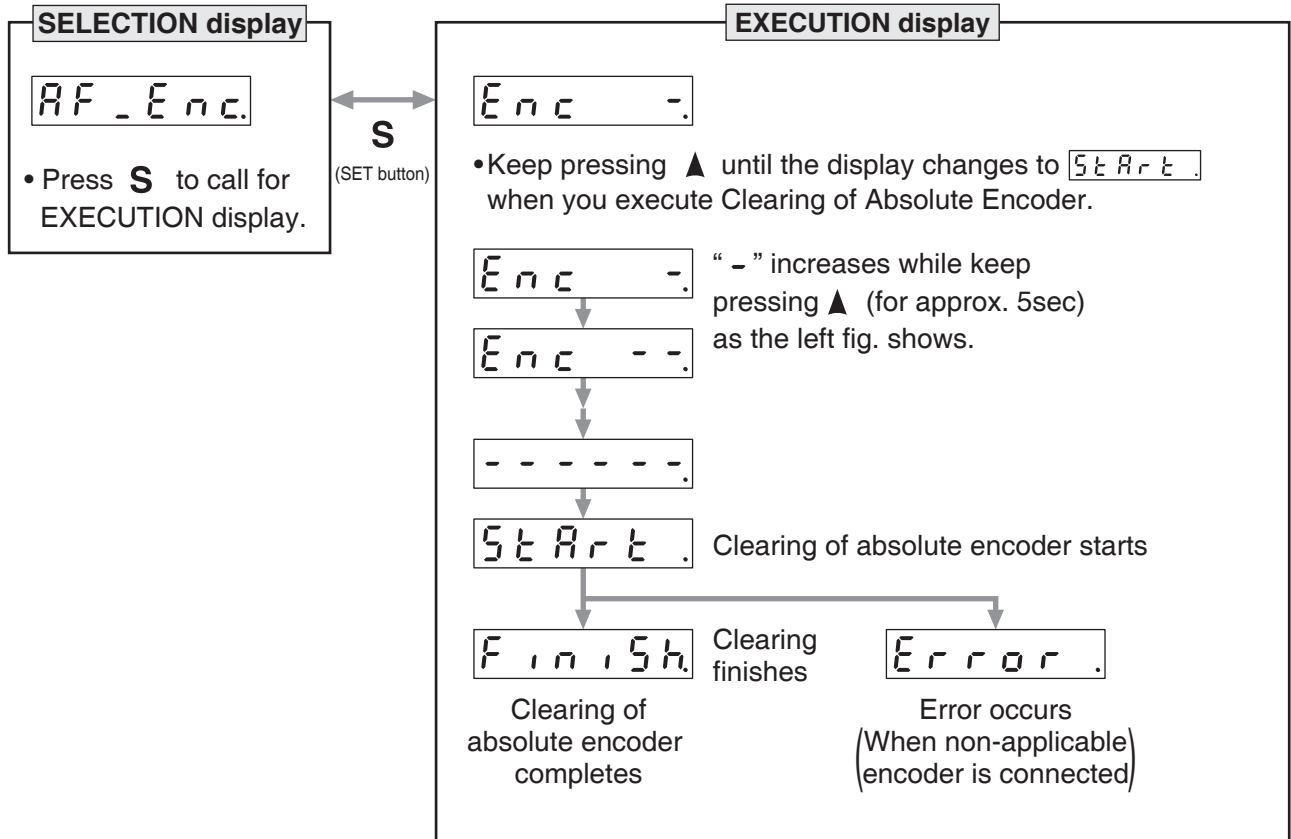 SELECTION display
AF_Enc.
• Press S to call for
EXECUTION display.
S
(SET button)
EXECUTION display
Enc -.
• Keep pressing ▲ until the display changes to StArt .
when you execute Clearing of Absolute Encoder.
Enc -.
“ – ” increases while keep
pressing ▲ (for approx. 5sec)
as the left fig. shows.
Enc --.
------.
StArt .
Clearing of absolute encoder starts
FiniSh.
Clearing
finishes
Error .
Clearing of
absolute encoder
completes
Error occurs
(When non-applicable
encoder is connected)